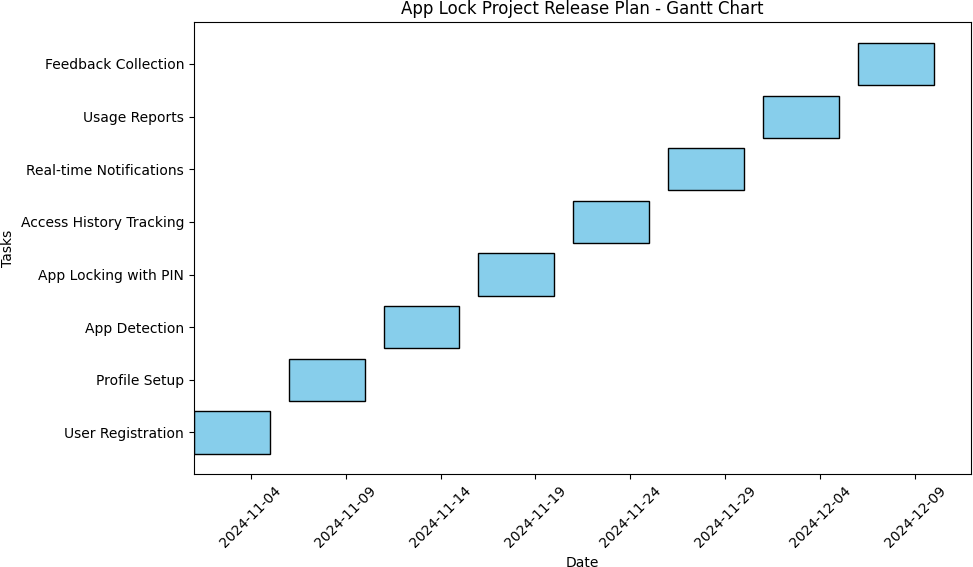 App Lock Project Release Plan - Gantt Chart
Tasks
Feedback Collection
Usage Reports
Real-time Notifications
Access History Tracking
App Locking with PIN
App Detection
Profile Setup
User Registration
2024-11-04
2024-11-09
2024-11-14
2024-11-19
2024-11-24
2024-11-29
2024-12-04
2024-12-09
Date